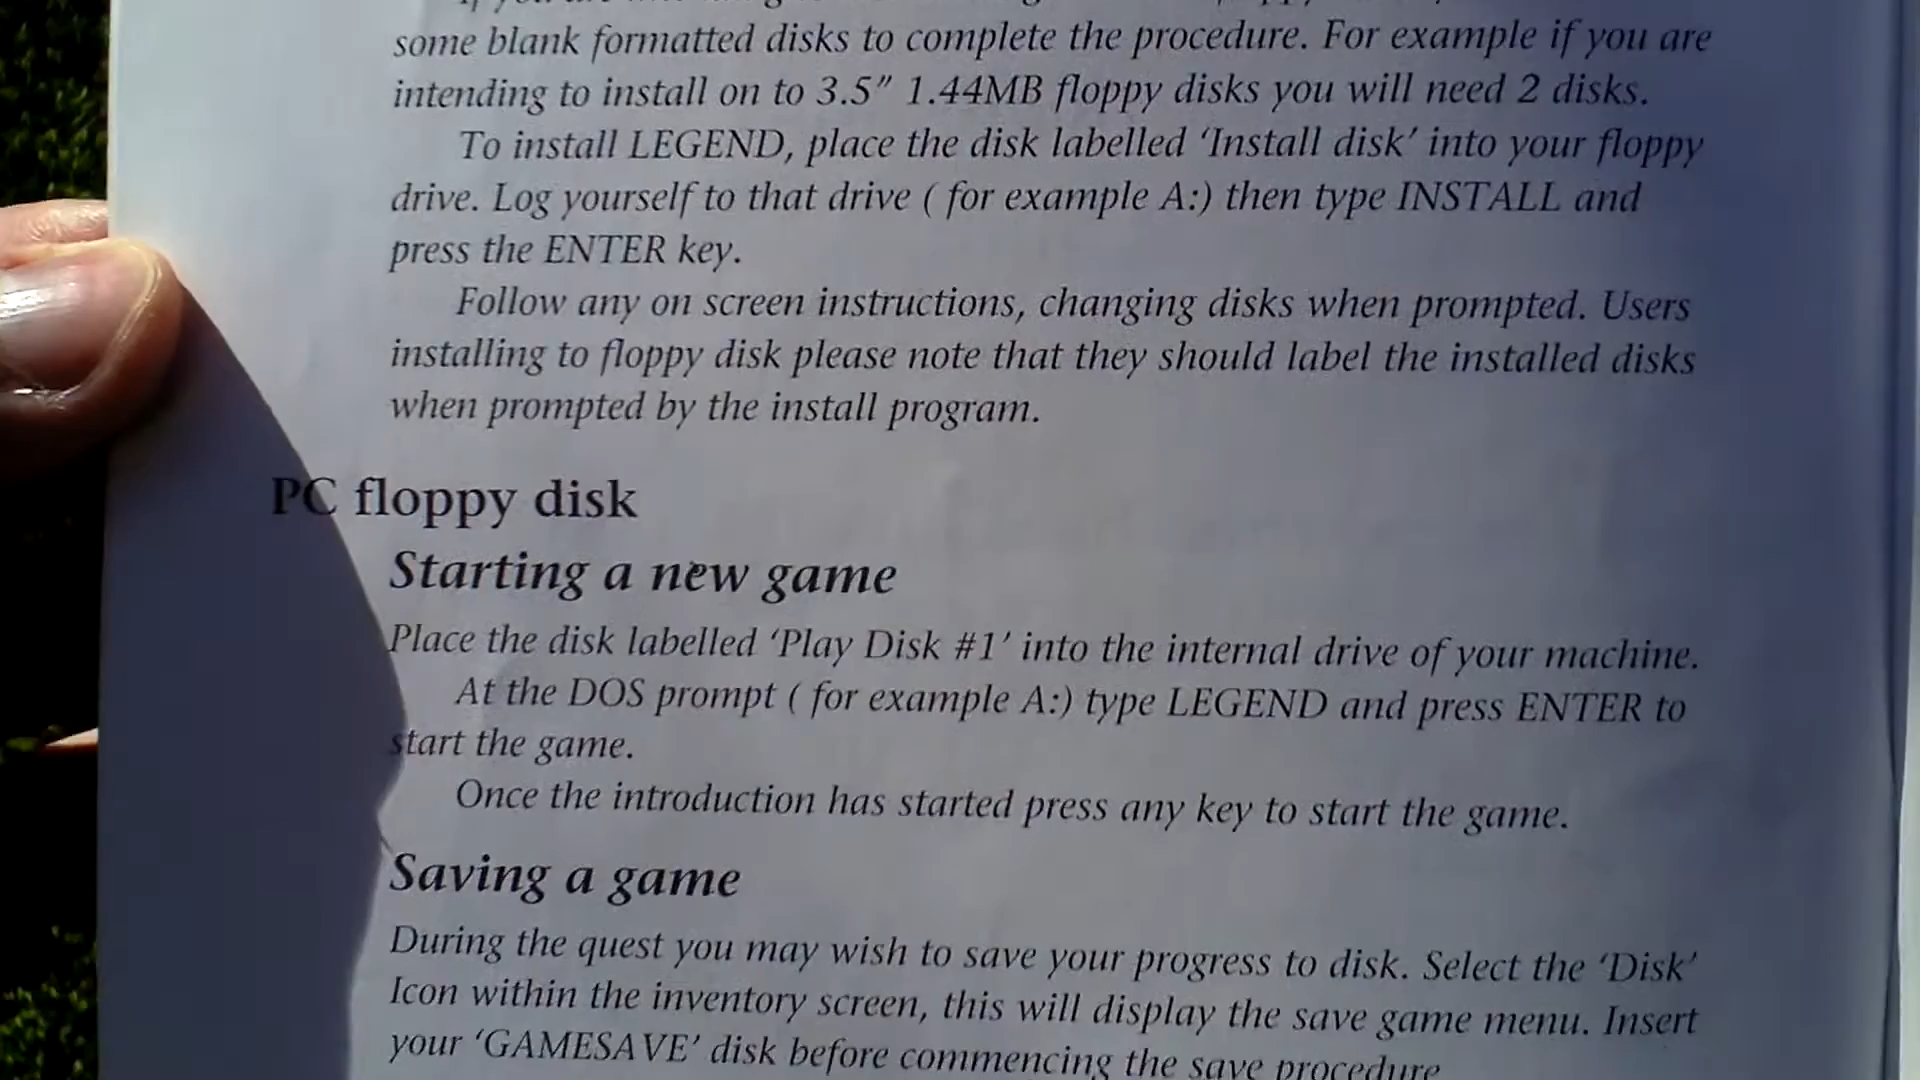 some blank formatted disks to complete the procedure. For example if you are
intending to install on to 3.5" 1.44MB floppy disks you will need 2 disks.
To install LEGEND, place the disk labelled ‘Install disk’ into your floppy
drive. Log yourself to that drive ( for example A:) then type INSTALL and
press the ENTER key.
Follow any on screen instructions, changing disks when prompted. Users
installing to floppy disk please note that they should label the installed disks
when prompted by the install program.
PC floppy disk
Starting a new game
Place the disk labelled ‘Play Disk #1’ into the internal drive of your machine.
At the DOS prompt ( for example A:) type LEGEND and press ENTER to
start the game.
Once the introduction has started press any key to start the game.
Saving a game
During the quest you may wish to save your progress to disk. Select the ‘Disk’
Icon within the inventory screen, this will display the save game menu. Insert
your ‘GAMESAVE’ disk before commencing the save procedure